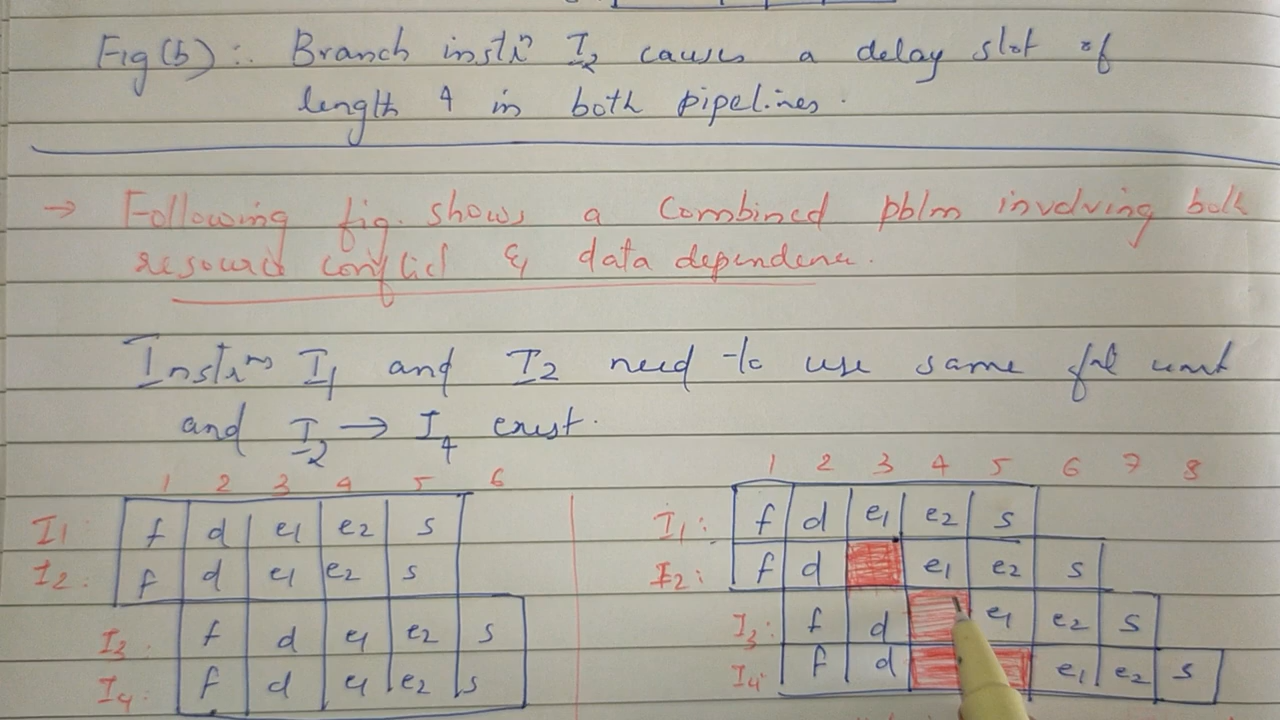 Fig(b):. Branch instrⁿ I₂ causes a delay slot of
length 4 in both pipelines.
→ Following fig. shows a Combined pblm involving both
resource conflict & data dependence.
Instrⁿˢ I₁ and I₂ need to use same fnl unit
and I₂ → I₄ exist.
1 2 3 4 5 6
I₁: f d e₁ e₂ s
I₂: f d e₁ e₂ s
I₃: f d e₁ e₂ s
I₄: f d e₁ e₂ s
1 2 3 4 5 6 7 8
I₁: f d e₁ e₂ s
I₂: f d e₁ e₂ s
I₃: f d e₁ e₂ s
I₄: f d e₁ e₂ s